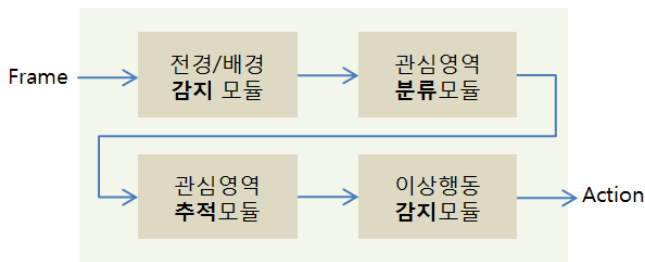 Frame
전경/배경
감지 모듈
관심영역
분류모듈
관심영역
추적모듈
이상행동
감지모듈
Action